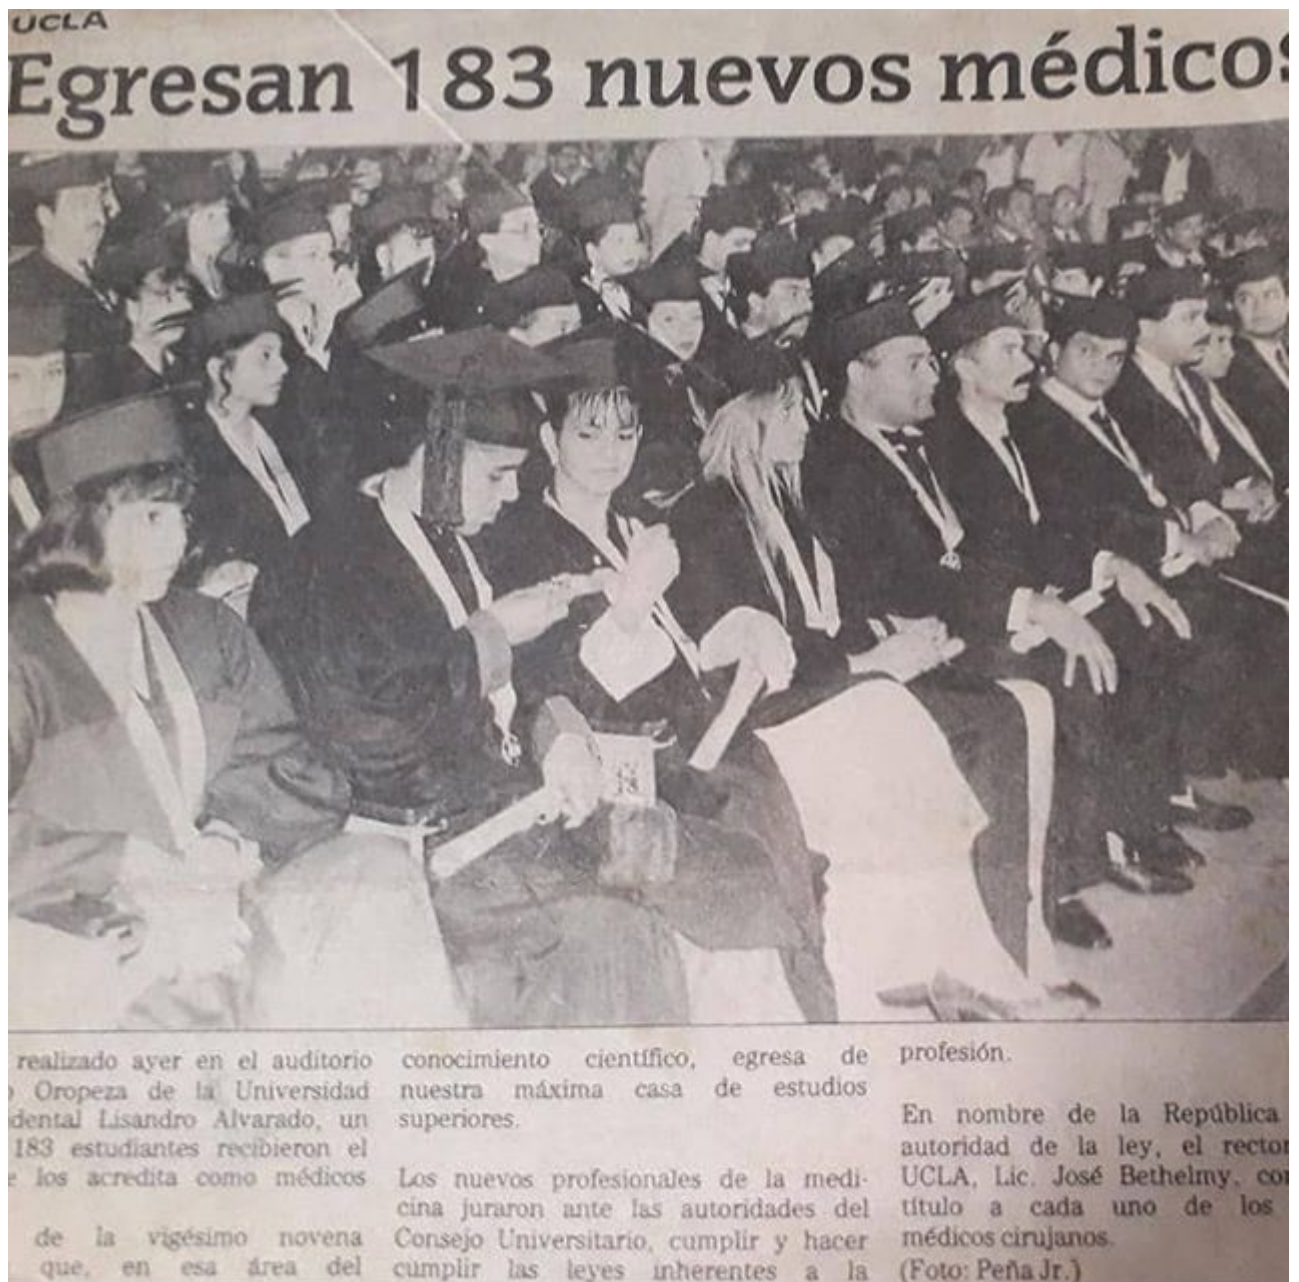 UCLA
Egresan 183 nuevos médicos
realizado ayer en el auditorio
Oropeza de la Universidad
dental Lisandro Alvarado, un
183 estudiantes recibieron el
los acredita como médicos
de la vigésimo novena
que, en esa área del
conocimiento científico, egresa de
nuestra máxima casa de estudios
superiores.
Los nuevos profesionales de la medi-
cina juraron ante las autoridades del
Consejo Universitario, cumplir y hacer
cumplir las leyes inherentes a la
profesión.
En nombre de la República
autoridad de la ley, el rector
UCLA, Lic. José Bethelmy, con
título a cada uno de los
médicos cirujanos.
(Foto: Peña Jr.)